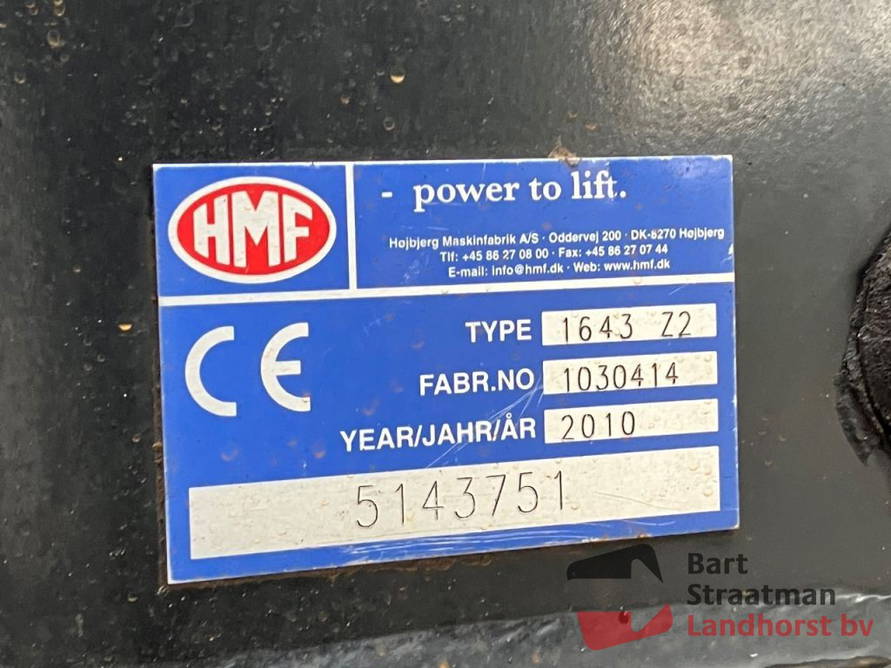 HMF
- power to lift.
Højbjerg Maskinfabrik A/S · Oddervej 200 · DK-8270 Højbjerg
Tlf: +45 86 27 08 00 · Fax: +45 86 27 07 44
E-mail: info@hmf.dk · Web: www.hmf.dk
CE
TYPE 1643 Z2
FABR.NO 1030414
YEAR/JAHR/ÅR 2010
5143751
Bart
Straatman
Landhorst bv